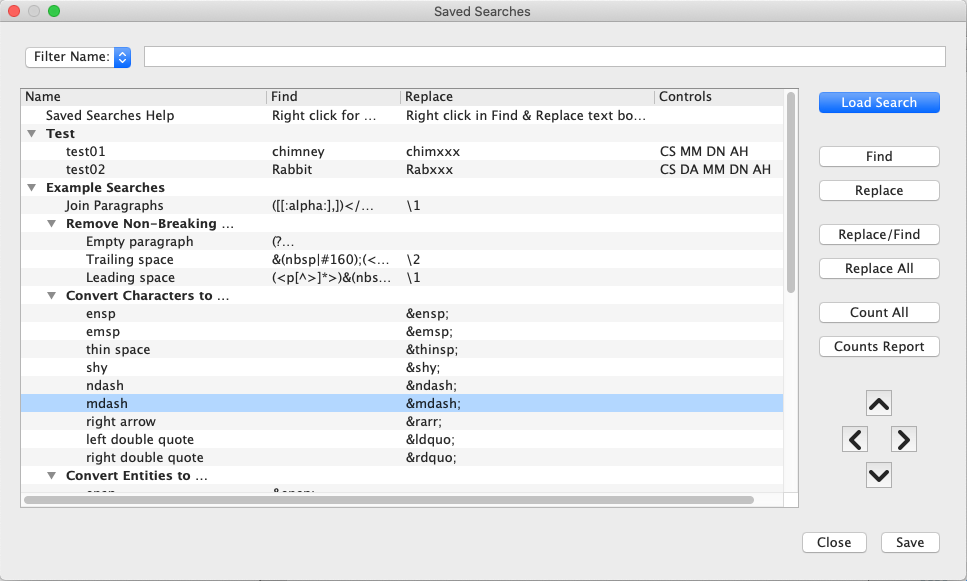 Saved Searches
Filter Name:
Name Find Replace Controls
Saved Searches Help Right click for ... Right click in Find & Replace text bo...
Test
test01 chimney chimxxx CS MM DN AH
test02 Rabbit Rabxxx CS DA MM DN AH
Example Searches
Join Paragraphs ([[:alpha:],])</... \1
Remove Non-Breaking ...
Empty paragraph (?...
Trailing space &(nbsp|#160);(<... \2
Leading space (<p[^>]*>)&(nbs... \1
Convert Characters to ...
ensp &ensp;
emsp &emsp;
thin space &thinsp;
shy &shy;
ndash &ndash;
mdash &mdash;
right arrow &rarr;
left double quote &ldquo;
right double quote &rdquo;
Convert Entities to ...
Load Search
Find
Replace
Replace/Find
Replace All
Count All
Counts Report
Close Save